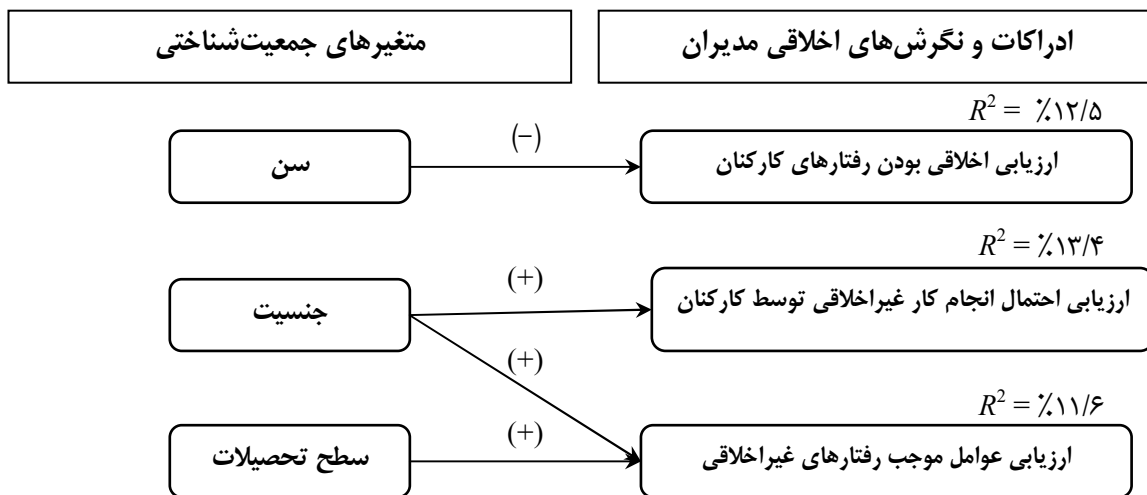 ادراکات و نگرش‌های اخلاقی مدیران
متغیرهای جمعیت‌شناختی
R² = ٪۱۲/۵
ارزیابی اخلاقی بودن رفتارهای کارکنان
(−)
سن
R² = ٪۱۳/۴
ارزیابی احتمال انجام کار غیراخلاقی توسط کارکنان
(+)
جنسیت
(+)
R² = ٪۱۱/۶
ارزیابی عوامل موجب رفتارهای غیراخلاقی
(+)
سطح تحصیلات